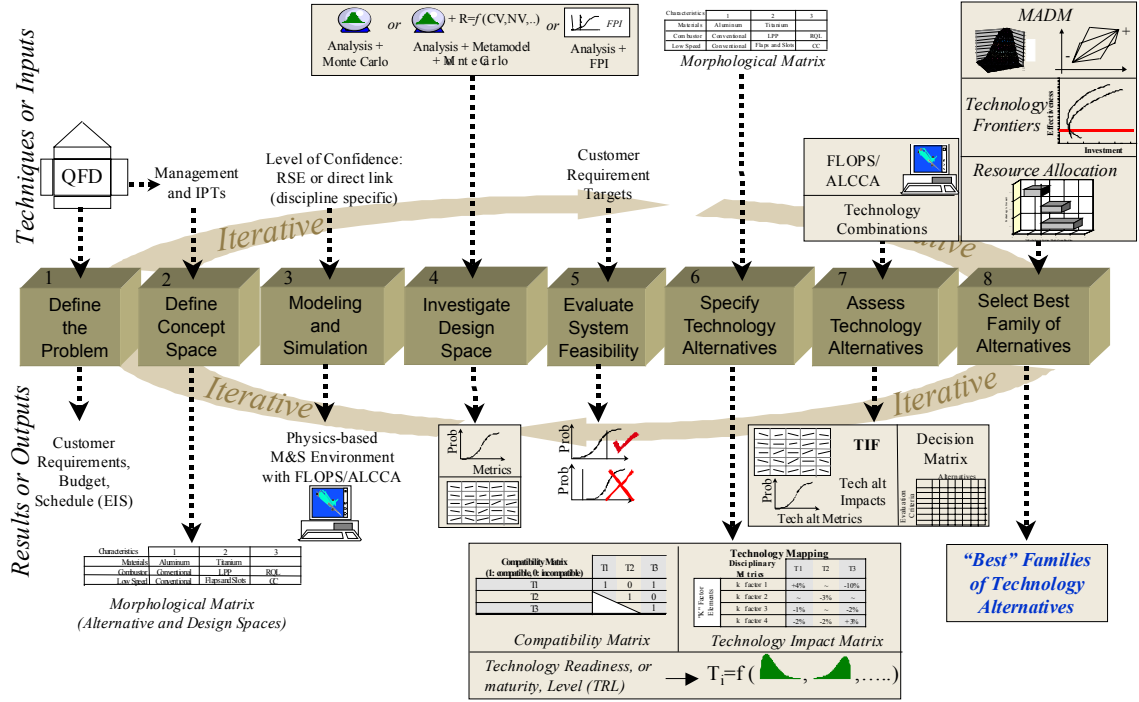 Techniques or Inputs
Results or Outputs
QFD
Management
and IPTs
Level of Confidence:
RSE or direct link
(discipline specific)
or
+ R=f(CV,NV,..)
or
FPI
Analysis +
Monte Carlo
Analysis + Metamodel
+ Monte Carlo
Analysis +
FPI
Customer
Requirement
Targets
Characteristics 1 2 3
Materials Aluminum Titanium
Combustor Conventional LPP RQL
Low Speed Conventional Flaps and Slots CC
Morphological Matrix
FLOPS/
ALCCA
Technology
Combinations
MADM
+
-
Technology
Frontiers
Effectiveness
Investment
Resource Allocation
Iterative
Iterative
1
Define
the
Problem
2
Define
Concept
Space
3
Modeling
and
Simulation
4
Investigate
Design
Space
5
Evaluate
System
Feasibility
6
Specify
Technology
Alternatives
7
Assess
Technology
Alternatives
8
Select Best
Family of
Alternatives
Iterative
Iterative
Customer
Requirements,
Budget,
Schedule (EIS)
Characteristics 1 2 3
Materials Aluminum Titanium
Combustor Conventional LPP RQL
Low Speed Conventional Flaps and Slots CC
Morphological Matrix
(Alternative and Design Spaces)
Physics-based
M&S Environment
with FLOPS/ALCCA
Prob
Metrics
Prob
Prob
Compatibility Matrix
(1: compatible, 0: incompatible) T1 T2 T3
T1 1 0 1
T2 1 0
T3 1
Compatibility Matrix
Technology Mapping
Disciplinary
Metrics T1 T2 T3
"K" Factor
Elements
k factor 1 +4% ~ -10%
k factor 2 ~ -3% ~
k factor 3 -1% ~ -2%
k factor 4 -2% -2% +3%
Technology Impact Matrix
Technology Readiness, or
maturity, Level (TRL)
Ti=f ( , ,…..)
TIF
Tech alt
Impacts
Prob
Tech alt Metrics
Decision
Matrix
Alternatives
Evaluation
Criteria
“Best” Families
of Technology
Alternatives